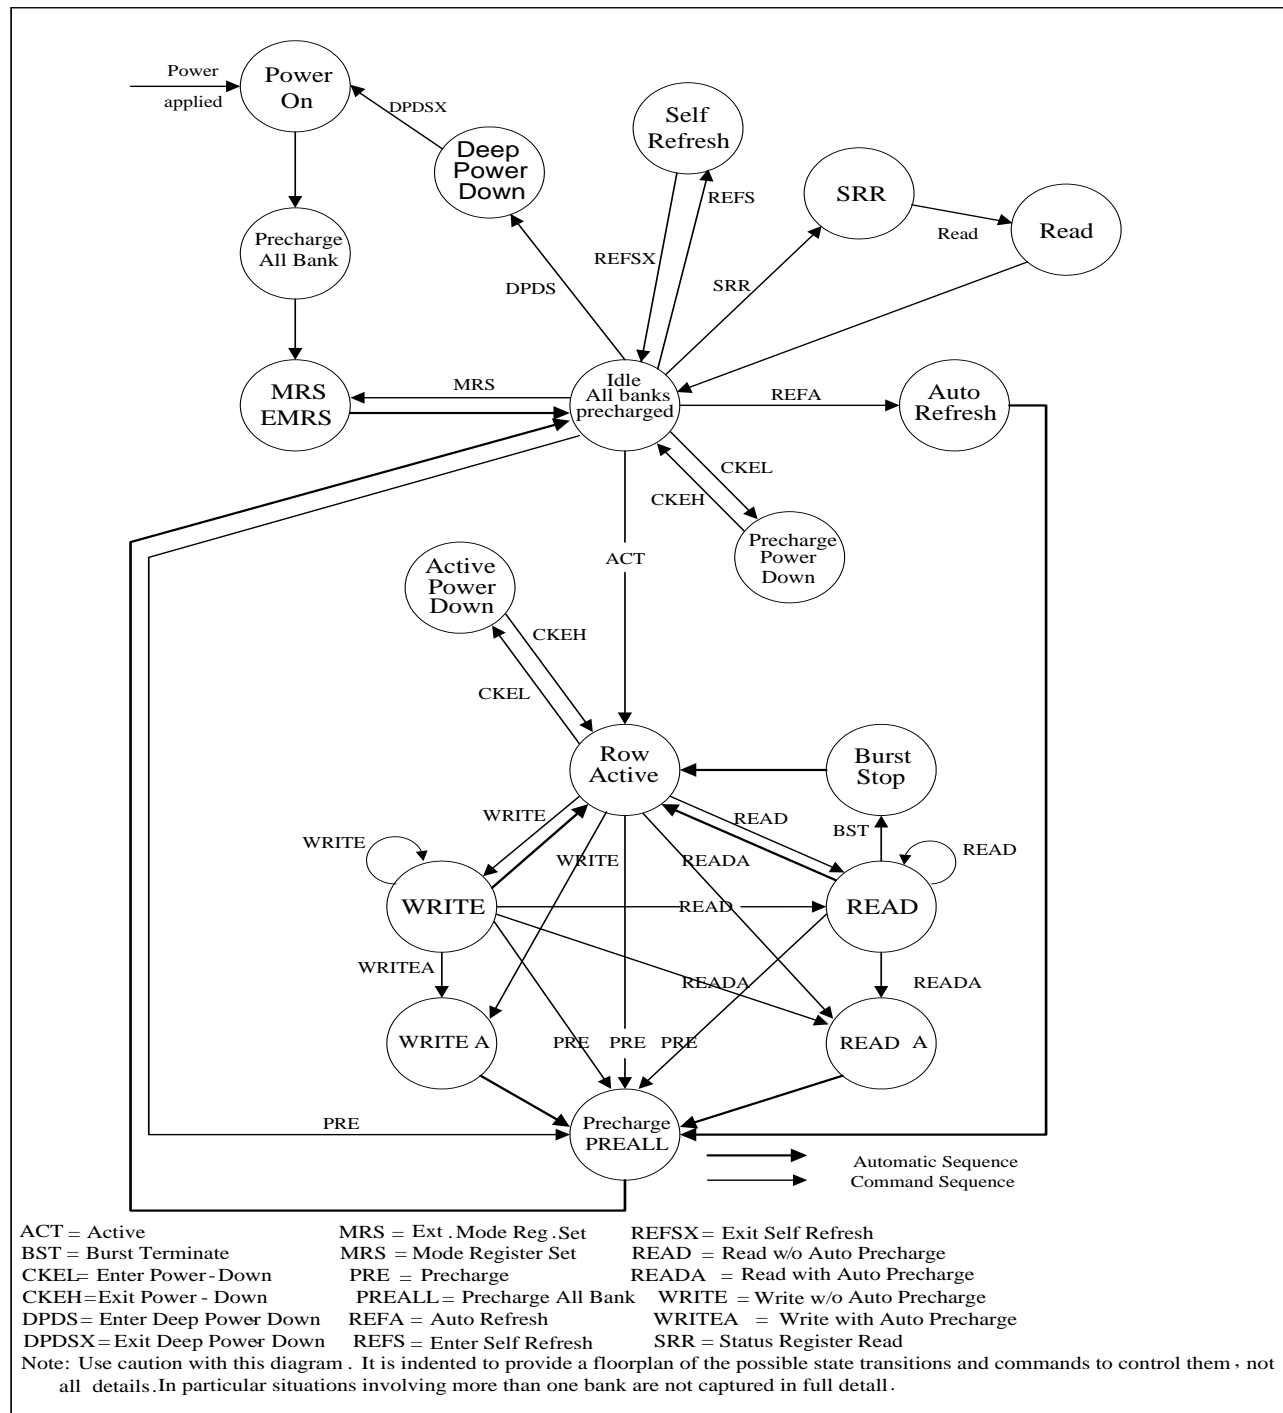 Power
applied
Power
On
DPDSX
Deep
Power
Down
Self
Refresh
SRR
Read
Read
REFS
REFSX
SRR
DPDS
Precharge
All Bank
MRS
EMRS
MRS
Idle
All banks
precharged
REFA
Auto
Refresh
CKEL
CKEH
Precharge
Power
Down
ACT
Active
Power
Down
CKEH
CKEL
Row
Active
Burst
Stop
WRITE
READ
BST
WRITE
WRITE
READA
READ
WRITE
READ
READ
WRITEA
READA
READA
WRITE A
PRE
PRE
PRE
READ A
PRE
Precharge
PREALL
Automatic Sequence
Command Sequence
ACT = Active MRS = Ext . Mode Reg . Set REFSX= Exit Self Refresh
BST = Burst Terminate MRS = Mode Register Set READ = Read w/o Auto Precharge
CKEL= Enter Power - Down PRE = Precharge READA = Read with Auto Precharge
CKEH=Exit Power - Down PREALL= Precharge All Bank WRITE = Write w/o Auto Precharge
DPDS= Enter Deep Power Down REFA = Auto Refresh WRITEA = Write with Auto Precharge
DPDSX=Exit Deep Power Down REFS = Enter Self Refresh SRR = Status Register Read
Note: Use caution with this diagram . It is indented to provide a floorplan of the possible state transitions and commands to control them , not
all details.In particular situations involving more than one bank are not captured in full detall .